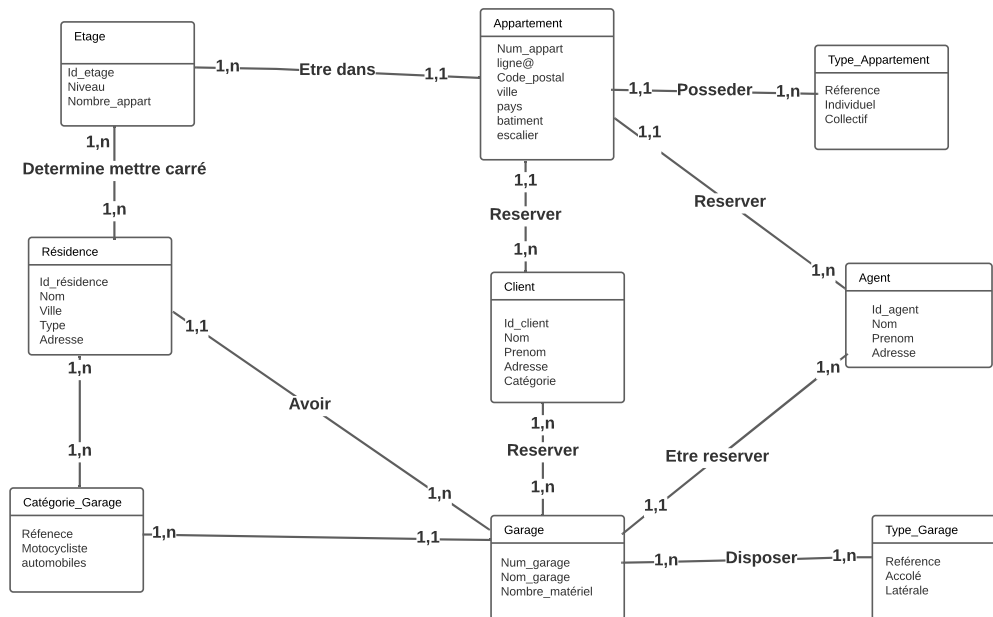 Etage
Id_etage
Niveau
Nombre_appart
1,n
Etre dans
1,1
Appartement
Num_appart
ligne@
Code_postal
ville
pays
batiment
escalier
1,1
Posseder
1,n
Type_Appartement
Réference
Individuel
Collectif
1,n
Determine mettre carré
1,n
1,1
Reserver
1,n
1,1
Reserver
1,n
Résidence
Id_résidence
Nom
Ville
Type
Adresse
Client
Id_client
Nom
Prenom
Adresse
Catégorie
Agent
Id_agent
Nom
Prenom
Adresse
1,1
Avoir
1,n
1,n
1,n
1,n
Reserver
1,n
1,n
Etre reserver
1,1
Catégorie_Garage
Réfenece
Motocycliste
automobiles
1,n
1,1
Garage
Num_garage
Nom_garage
Nombre_matériel
1,n
Disposer
1,n
Type_Garage
Reférence
Accolé
Latérale